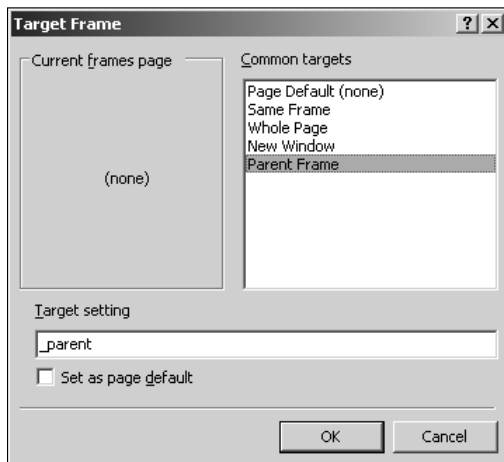 Target Frame
Current frames page
(none)
Common targets
Page Default (none)
Same Frame
Whole Page
New Window
Parent Frame
Target setting
_parent
Set as page default
OK
Cancel